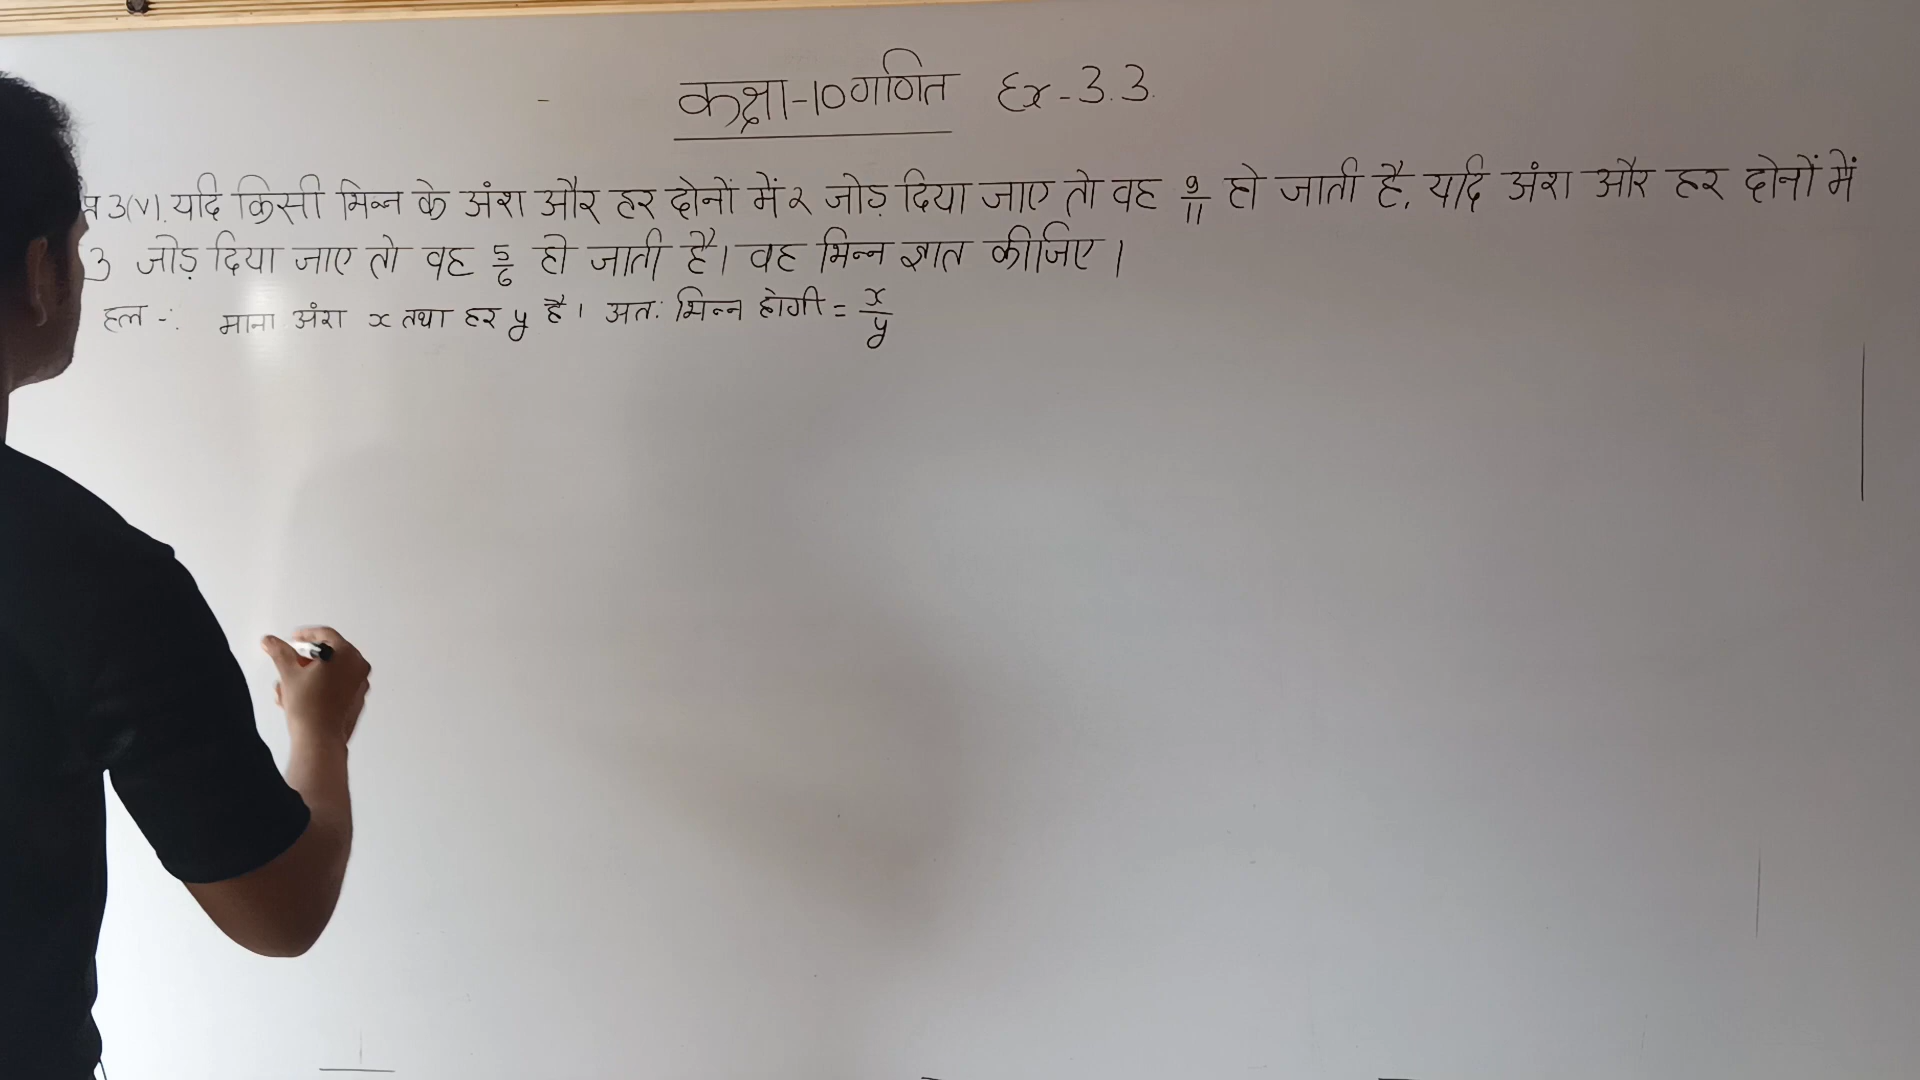 कक्षा-10 गणित Ex-3.3.
प्र 3(v). यदि किसी भिन्न के अंश और हर दोनों में 2 जोड़ दिया जाए तो वह 9/11 हो जाती है, यदि अंश और हर दोनों में
3 जोड़ दिया जाए तो वह 5/6 हो जाती है। वह भिन्न ज्ञात कीजिए।
हल -: माना अंश x तथा हर y है। अतः भिन्न होगी = x/y